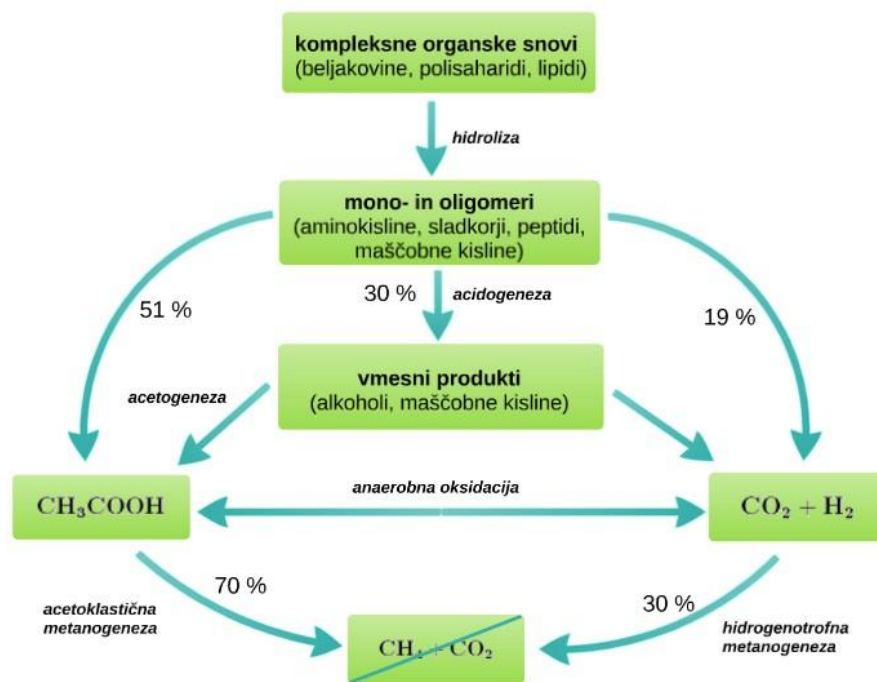 kompleksne organske snovi
(beljakovine, polisaharidi, lipidi)
hidroliza
mono- in oligomeri
(aminokisline, sladkorji, peptidi,
maščobne kisline)
51 %
30 %
acidogeneza
19 %
vmesni produkti
(alkoholi, maščobne kisline)
acetogeneza
CH₃COOH
anaerobna oksidacija
CO₂ + H₂
acetoklastična
metanogeneza
70 %
30 %
hidrogenotrofna
metanogeneza
CH₄ + CO₂